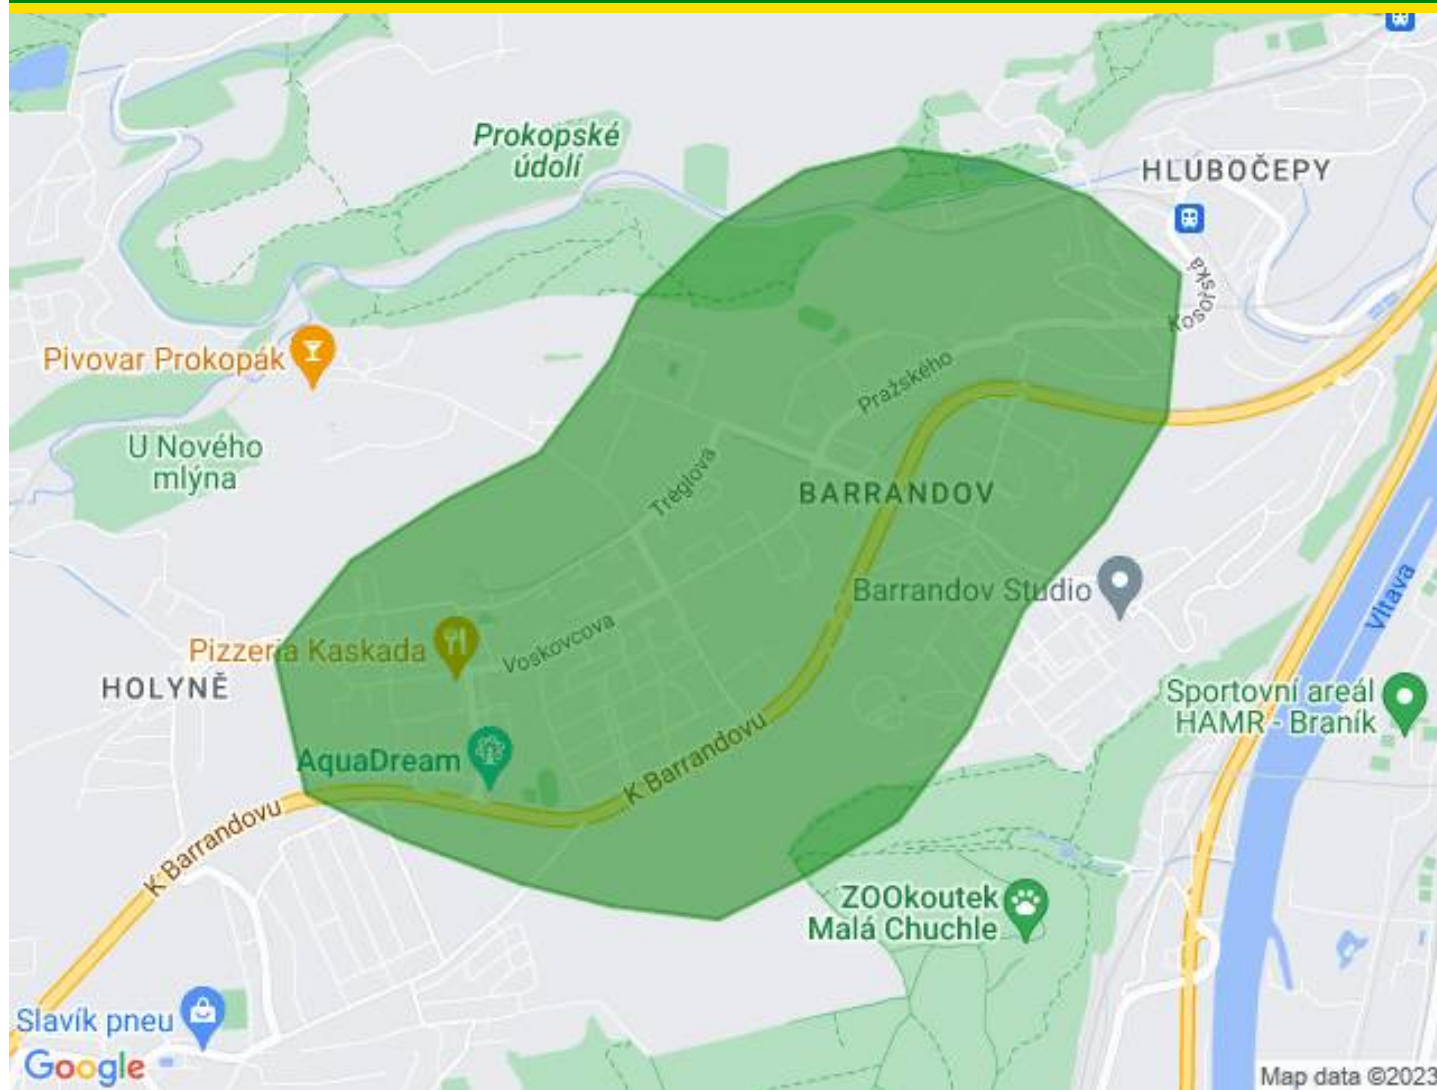 Prokopské
údolí
HLUBOČEPY
Kosořská
Pivovar Prokopák
Pražského
U Nového
mlýna
Tréglova
BARRANDOV
Barrandov Studio
Vltava
Pizzeria Kaskada
Voskovcova
HOLYNĚ
Sportovní areál
HAMR - Braník
AquaDream
K Barrandovu
K Barrandovu
ZOOkoutek
Malá Chuchle
Slavík pneu
Google
Map data ©2023